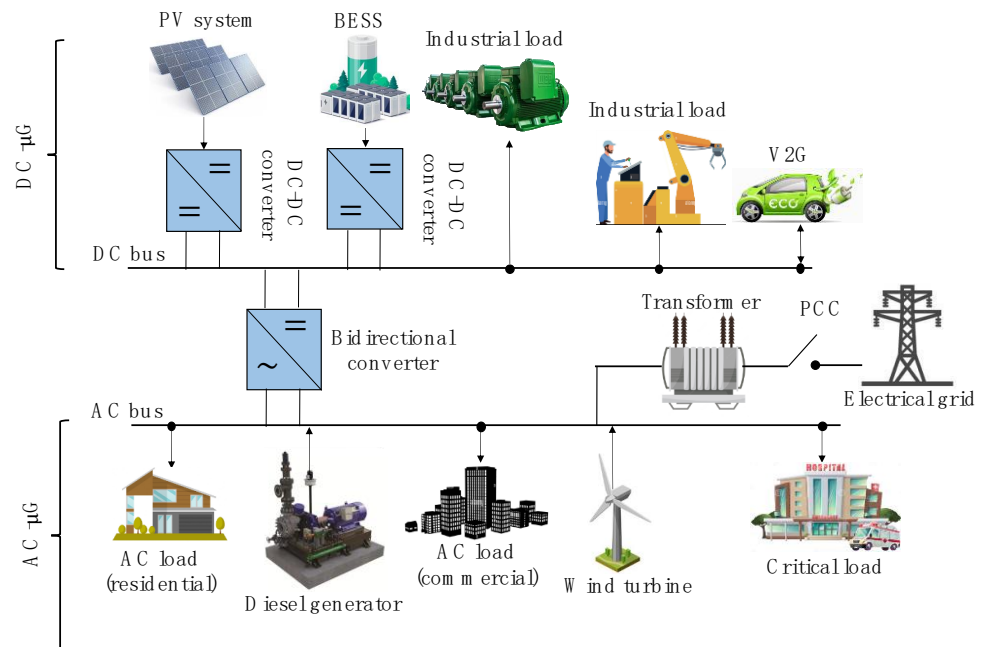 PV system
BESS
Industrial load
Industrial load
V2G
DC-μG
DC-DC
converter
DC-DC
converter
ECO
DC bus
Transformer
PCC
Bidirectional
converter
~
Electrical grid
AC bus
AC-μG
HOSPITAL
AC load
(residential)
Diesel generator
AC load
(commercial)
Wind turbine
Critical load